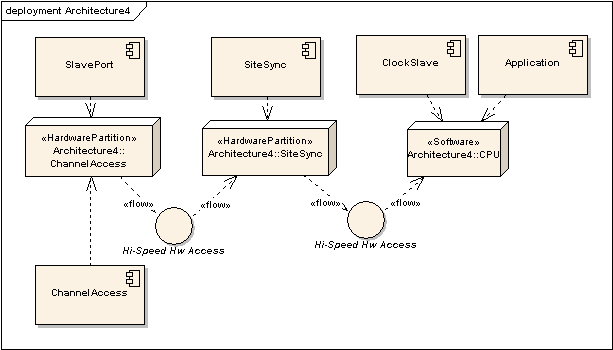 deployment Architecture4
SlavePort
SiteSync
ClockSlave
Application
«HardwarePartition»
Architecture4::
ChannelAccess
«HardwarePartition»
Architecture4::SiteSync
«Software»
Architecture4::CPU
«flow»
«flow»
«flow»
«flow»
Hi-Speed Hw Access
Hi-Speed Hw Access
ChannelAccess